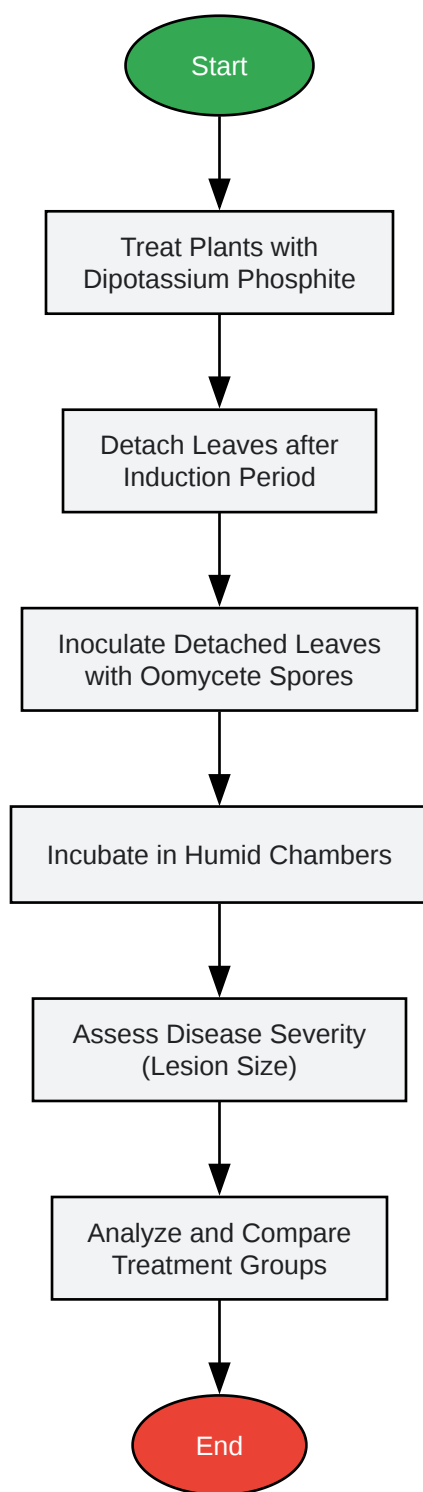 Start
Treat Plants with
Dipotassium Phosphite
Detach Leaves after
Induction Period
Inoculate Detached Leaves
with Oomycete Spores
Incubate in Humid Chambers
Assess Disease Severity
(Lesion Size)
Analyze and Compare
Treatment Groups
End